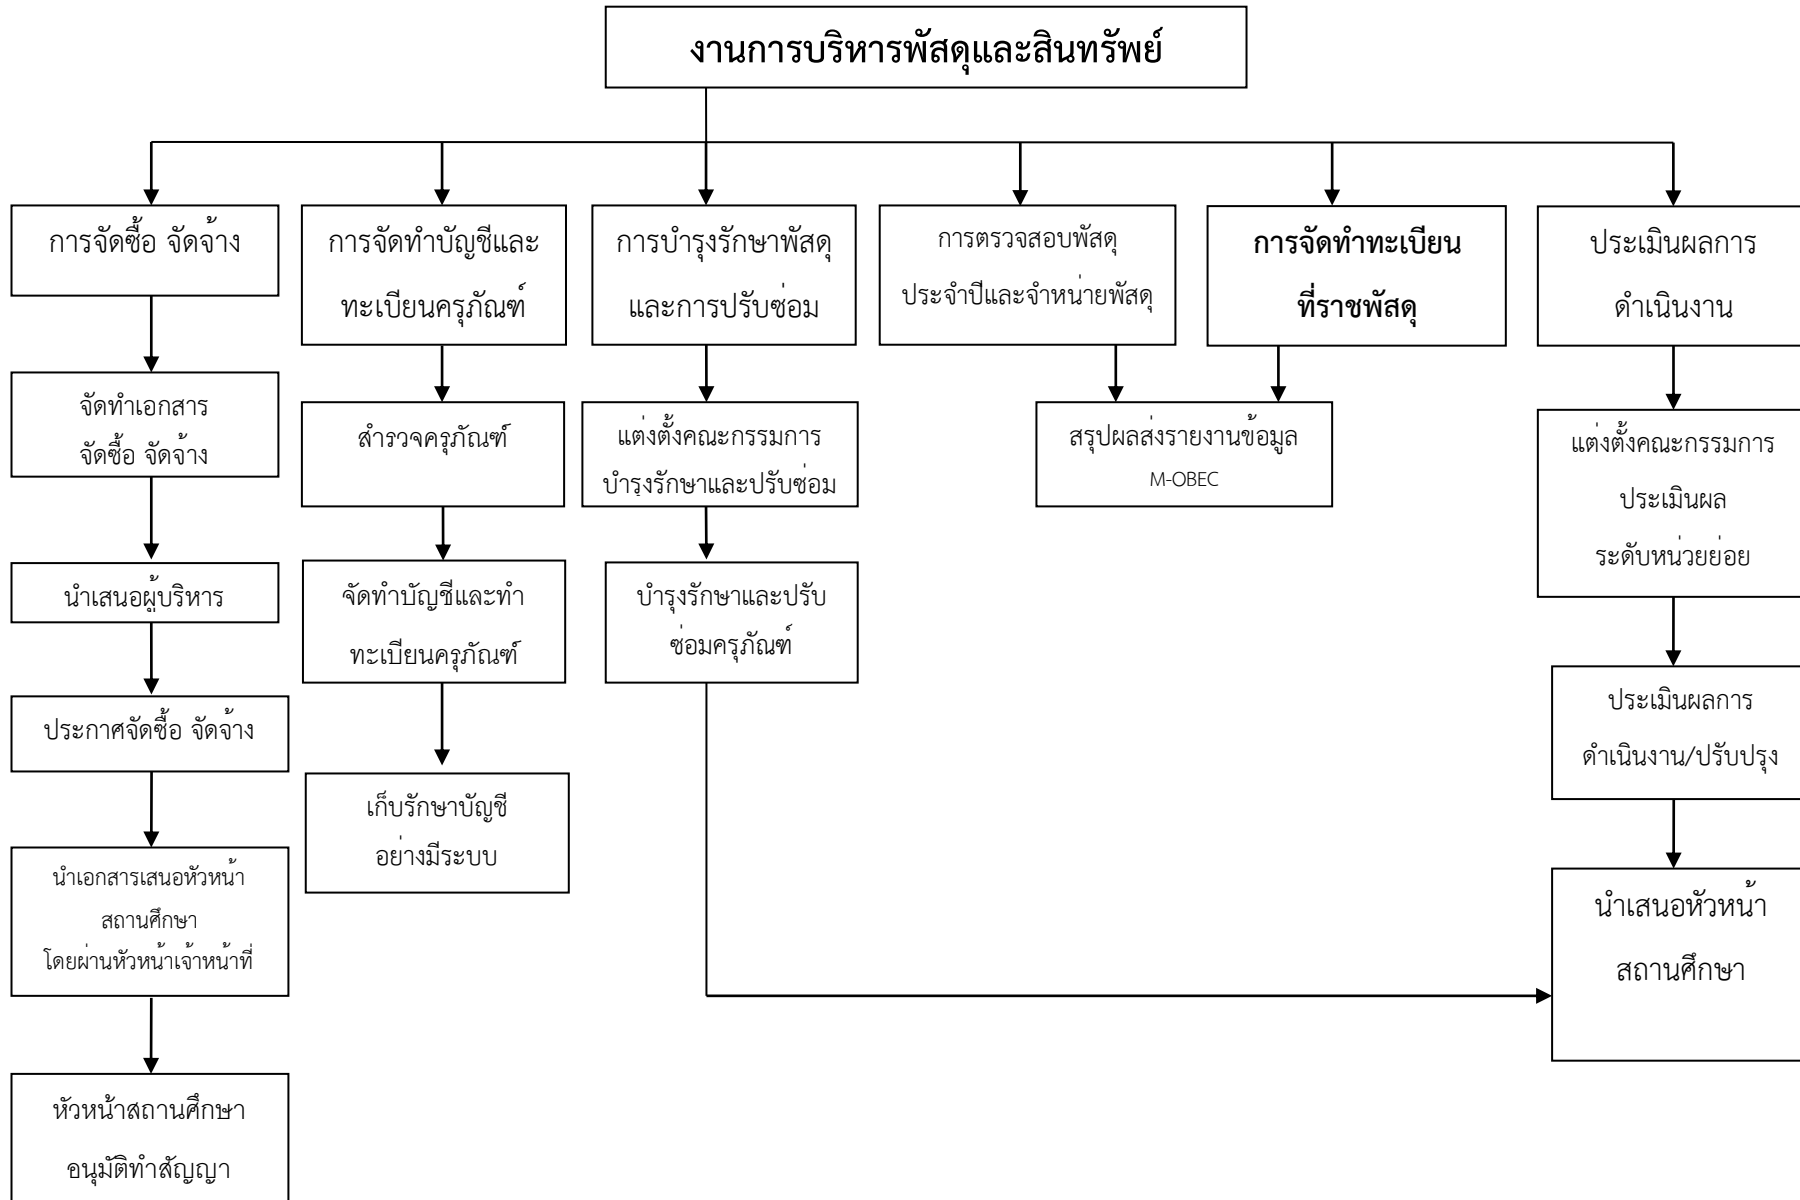 งานการบริหารพัสดุและสินทรัพย์
การจัดซื้อ จัดจ้าง
จัดทำเอกสาร
จัดซื้อ จัดจ้าง
นำเสนอผู้บริหาร
ประกาศจัดซื้อ จัดจ้าง
นำเอกสารเสนอหัวหน้า
สถานศึกษา
โดยผ่านหัวหน้าเจ้าหน้าที่
หัวหน้าสถานศึกษา
อนุมัติทำสัญญา
การจัดทำบัญชีและ
ทะเบียนครุภัณฑ์
สำรวจครุภัณฑ์
จัดทำบัญชีและทำ
ทะเบียนครุภัณฑ์
เก็บรักษาบัญชี
อย่างมีระบบ
การบำรุงรักษาพัสดุ
และการปรับซ่อม
แต่งตั้งคณะกรรมการ
บำรุงรักษาและปรับซ่อม
บำรุงรักษาและปรับ
ซ่อมครุภัณฑ์
การตรวจสอบพัสดุ
ประจำปีและจำหน่ายพัสดุ
การจัดทำทะเบียน
ที่ราชพัสดุ
สรุปผลส่งรายงานข้อมูล
M-OBEC
ประเมินผลการ
ดำเนินงาน
แต่งตั้งคณะกรรมการ
ประเมินผล
ระดับหน่วยย่อย
ประเมินผลการ
ดำเนินงาน/ปรับปรุง
นำเสนอหัวหน้า
สถานศึกษา